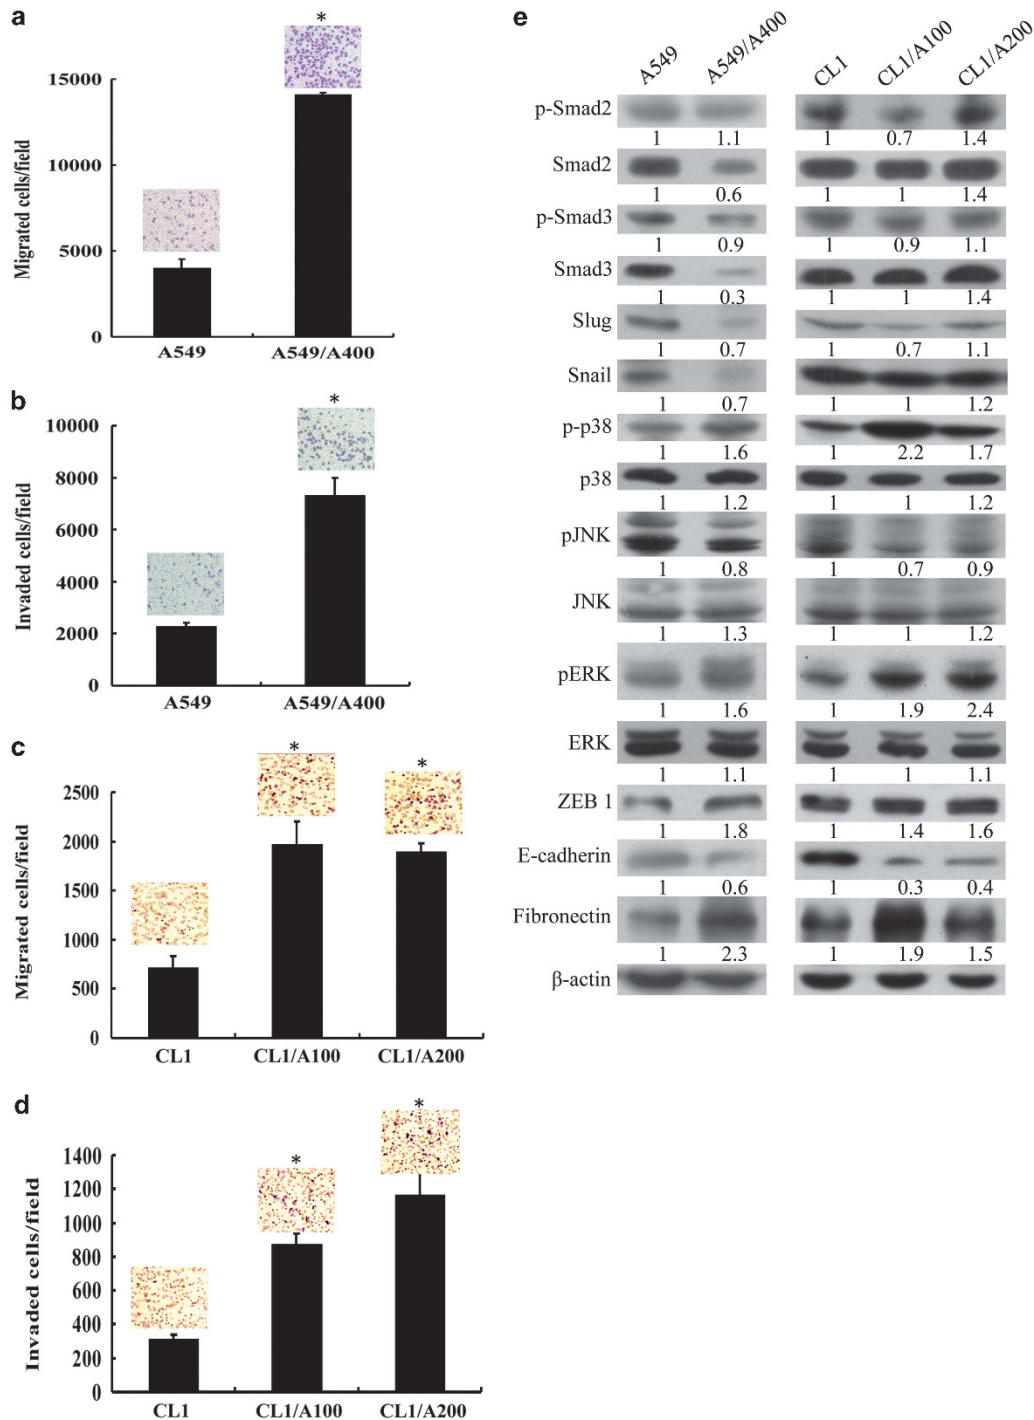 a
*
Migrated cells/field
15000
10000
5000
0
A549
A549/A400
b
*
Invaded cells/field
10000
8000
6000
4000
2000
0
A549
A549/A400
c
*
*
Migrated cells/field
2500
2000
1500
1000
500
0
CL1
CL1/A100
CL1/A200
d
*
*
Invaded cells/field
1400
1200
1000
800
600
400
200
0
CL1
CL1/A100
CL1/A200
e
A549 A549/A400 CL1 CL1/A100 CL1/A200
p-Smad2
1 1.1 1 0.7 1.4
Smad2
1 0.6 1 1 1.4
p-Smad3
1 0.9 1 0.9 1.1
Smad3
1 0.3 1 1 1.4
Slug
1 0.7 1 0.7 1.1
Snail
1 0.7 1 1 1.2
p-p38
1 1.6 1 2.2 1.7
p38
1 1.2 1 1 1.2
pJNK
1 0.8 1 0.7 0.9
JNK
1 1.3 1 1 1.2
pERK
1 1.6 1 1.9 2.4
ERK
1 1.1 1 1 1.1
ZEB 1
1 1.8 1 1.4 1.6
E-cadherin
1 0.6 1 0.3 0.4
Fibronectin
1 2.3 1 1.9 1.5
β-actin